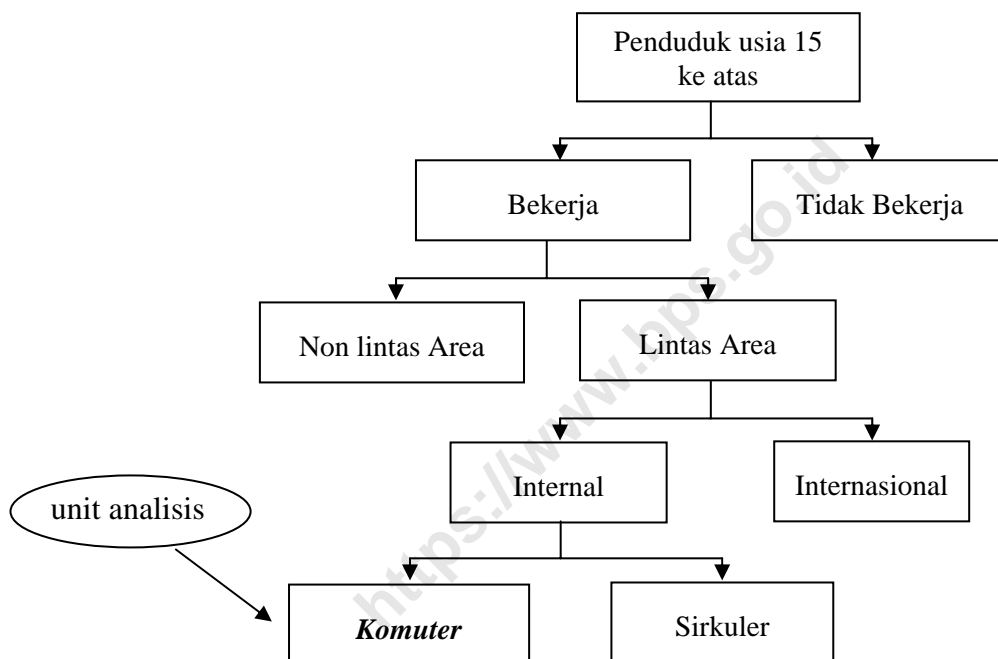 Penduduk usia 15
ke atas
Bekerja
Tidak Bekerja
Non lintas Area
Lintas Area
Internal
Internasional
unit analisis
Komuter
Sirkuler
https://www.bps.go.id